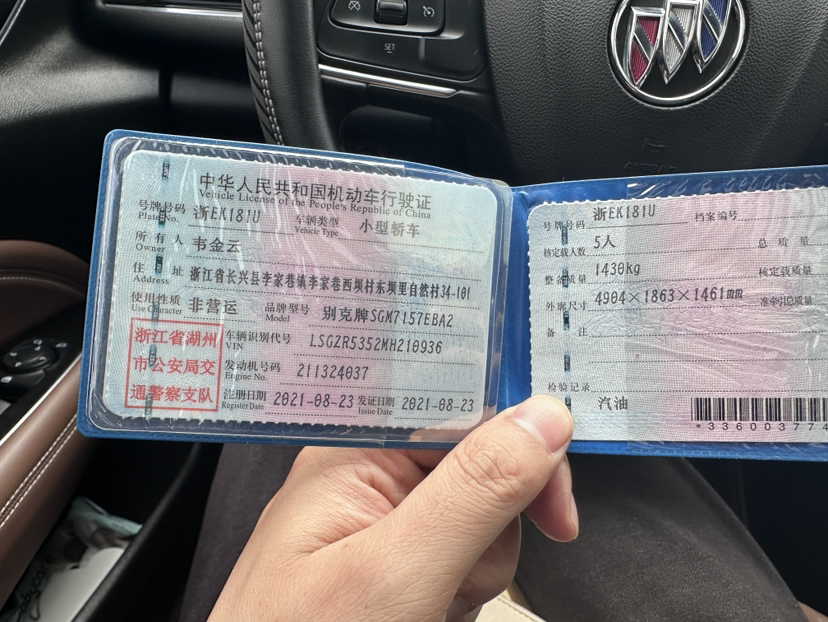 SET
中华人民共和国机动车行驶证
Vehicle License of the People's Republic of China
号牌号码 浙EK181U 车辆类型 小型轿车
Plate No. Vehicle Type
所有人 韦金云
Owner
住址 浙江省长兴县李家巷镇李家巷西坝村东坝里自然村34-101
Address
使用性质 非营运 品牌型号 别克牌SGM7157EBA2
Use Character Model
浙江省湖州
市公安局交
通警察支队
车辆识别代号 LSGZR5352MH210936
VIN
发动机号码 211324037
Engine No.
注册日期 2021-08-23 发证日期 2021-08-23
Register Date Issue Date
号牌号码 浙EK181U 档案编号
核定载人数 5人 总质量
整备质量 1430kg 核定载质量
外廓尺寸 4904×1863×1461mm 准牵引总质量
备注
检验记录
汽油
*336003774